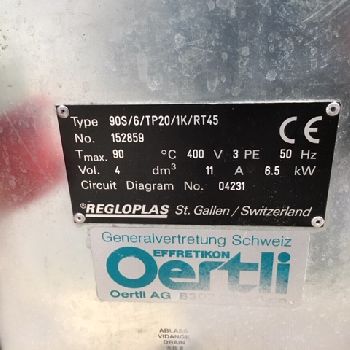 Type 90S/6/TP20/1K/RT45
No. 152859
Tmax. 90 °C 400 V 3 PE 50 Hz
Vol. 4 dm³ 11 A 6.5 kW
Circuit Diagram No. 04231
CE
®REGLOPLAS St. Gallen / Switzerland
Generalvertretung Schweiz
EFFRETIKON
Oertli
Oertli AG
ABLASS
VIDANGE
DRAIN